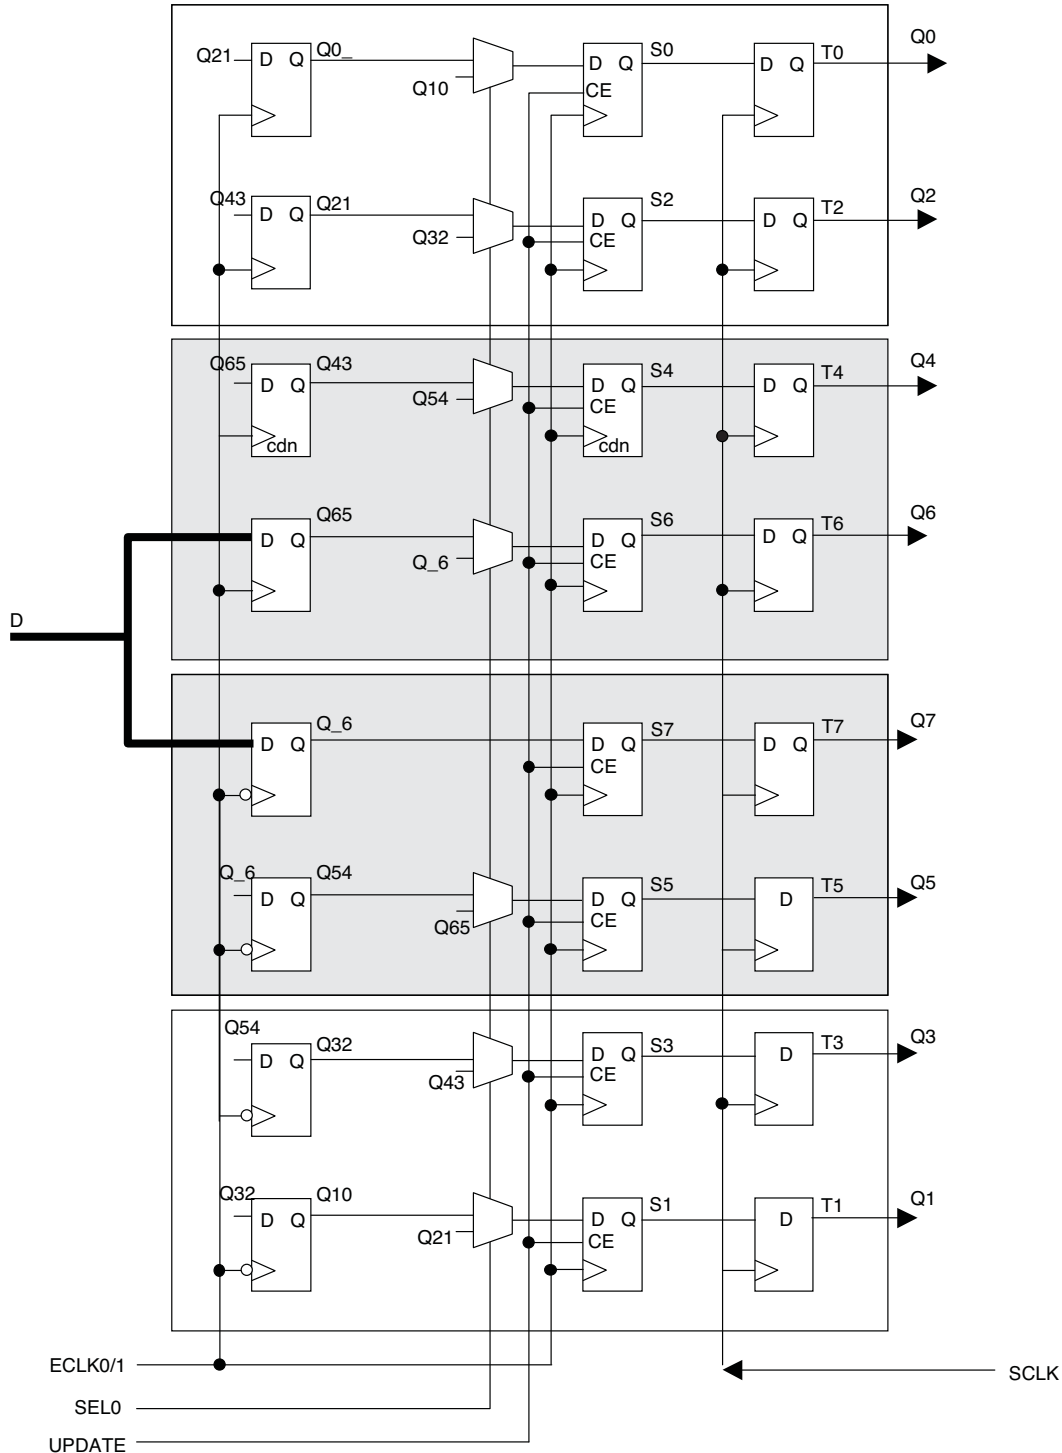 Q0
Q21 D Q Q0_ S0 T0
Q10 D Q D Q
CE
Q43 Q21 S2 T2 Q2
D Q Q32 D Q D Q
CE
Q65 Q43 S4 T4 Q4
D Q Q54 D Q D Q
CE
cdn cdn
Q65 S6 T6 Q6
D Q Q_6 D Q D Q
CE
D
Q_6 S7 T7 Q7
D Q D Q D Q
CE
Q_6 Q54 S5 T5 Q5
D Q Q65 D Q D
CE
Q54 Q32 S3 T3 Q3
D Q Q43 D Q D
CE
Q32 Q10 S1 T1 Q1
D Q Q21 D Q D
CE
ECLK0/1
SCLK
SEL0
UPDATE